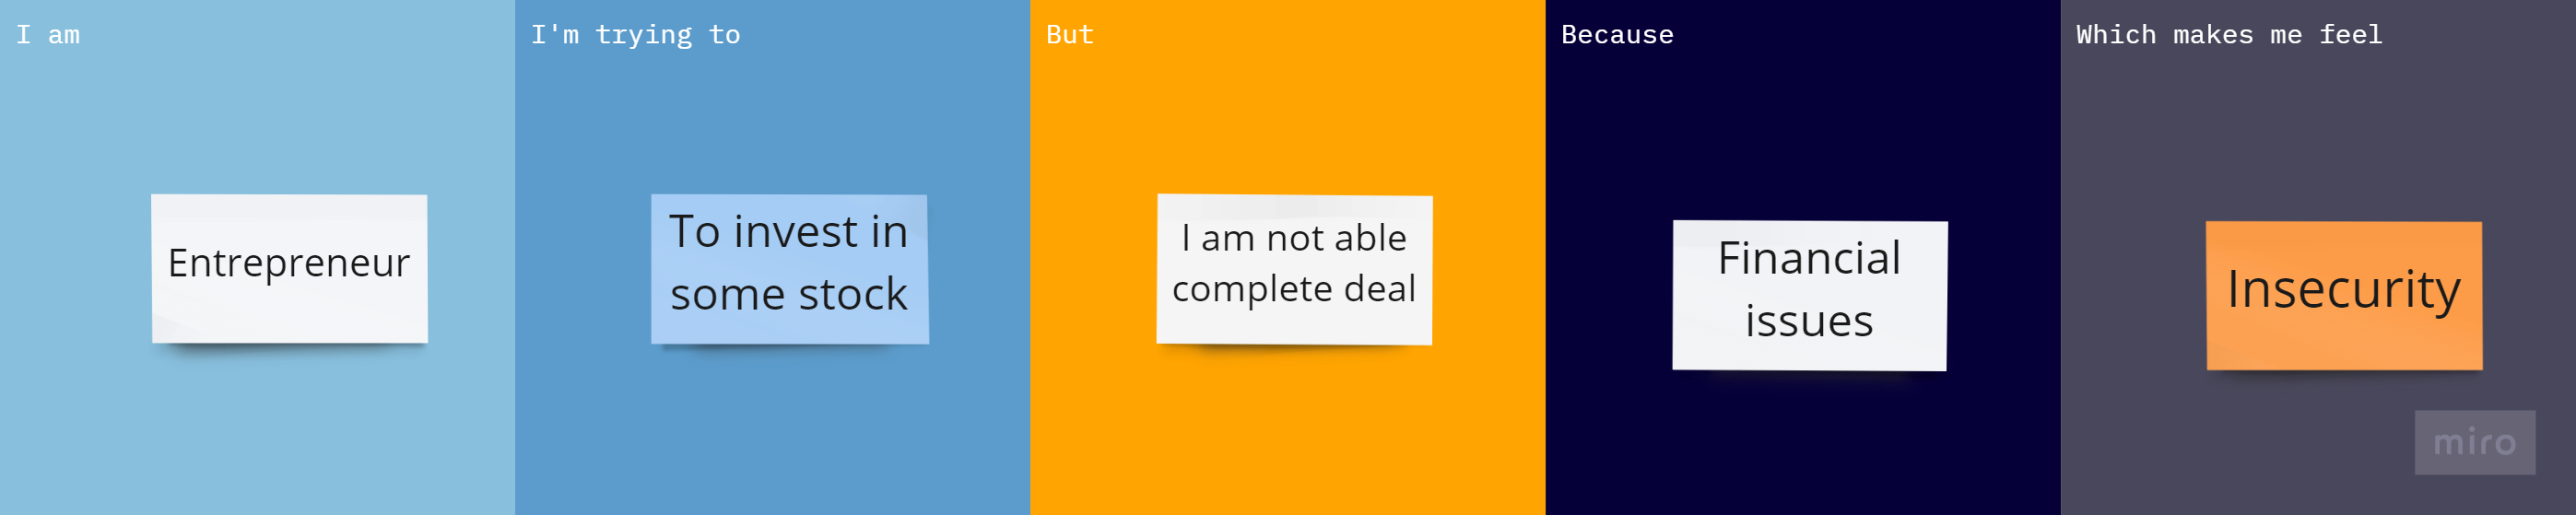 I am
Entrepreneur
I'm trying to
To invest in
some stock
But
I am not able
complete deal
Because
Financial
issues
Which makes me feel
Insecurity
miro